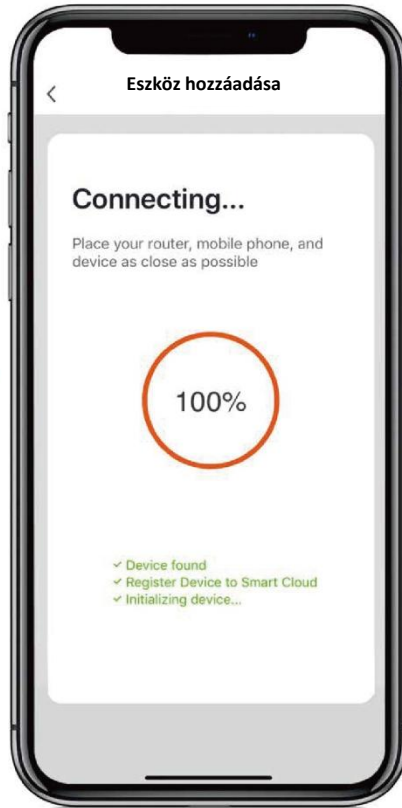 Eszköz hozzáadása
Connecting...
Place your router, mobile phone, and
device as close as possible
100%
✓ Device found
✓ Register Device to Smart Cloud
✓ Initializing device...